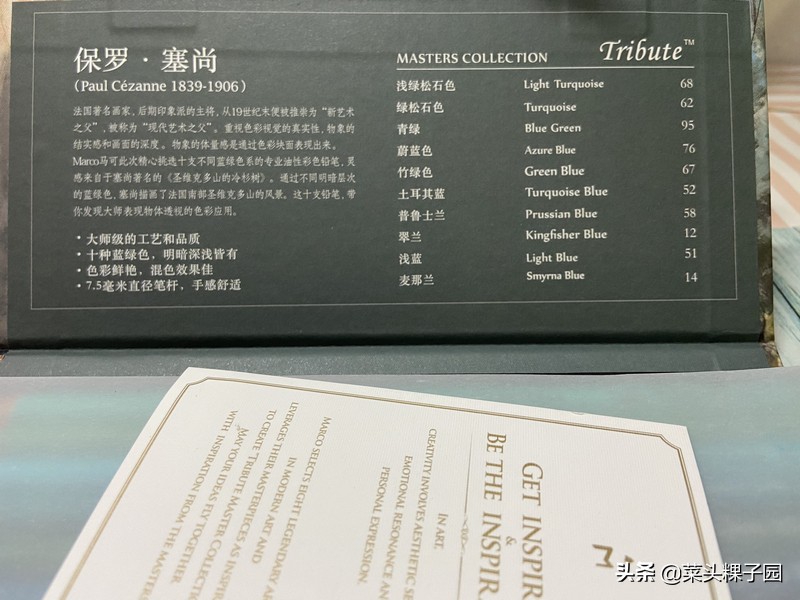 保罗·塞尚
(Paul Cézanne 1839-1906)
法国著名画家，后期印象派的主将，从19世纪末便被推崇为“新艺术
之父”，被称为“现代艺术之父”。重视色彩视觉的真实性，物象的
结实感和画面的深度。物象的体量感是通过色彩块面表现出来。
Marco马可此次精心挑选十支不同蓝绿色系的专业油性彩色铅笔，灵
感来自于塞尚著名的《圣维克多山的冷杉树》。通过不同明暗层次
的蓝绿色，塞尚描画了法国南部圣维克多山的风景。这十支铅笔，带
你发现大师表现物体透视的色彩应用。
·大师级的工艺和品质
·十种蓝绿色，明暗深浅皆有
·色彩鲜艳，混色效果佳
·7.5毫米直径笔杆，手感舒适
MASTERS COLLECTION Tribute™
浅绿松石色 Light Turquoise 68
绿松石色 Turquoise 62
青绿 Blue Green 95
蔚蓝色 Azure Blue 76
竹绿色 Green Blue 67
土耳其蓝 Turquoise Blue 52
普鲁士兰 Prussian Blue 58
翠兰 Kingfisher Blue 12
浅蓝 Light Blue 51
麦那兰 Smyrna Blue 14
GET INSPIR
&
BE THE INSPIR
CREATIVITY INVOLVES AESTHETIC SE
IN ART,
EMOTIONAL RESONANCE AN
PERSONAL EXPRESSION.
MARCO SELECTS EIGHT LEGENDARY AR
IN MODERN ART AND
LEVERAGES THEIR MASTERPIECES AS INSPIR
TO CREATE TRIBUTE MASTER COLLECTI
MAY YOUR IDEAS FLY TOGETHER
WITH INSPIRATION FROM THE MASTER
头条 @菜头粿子园